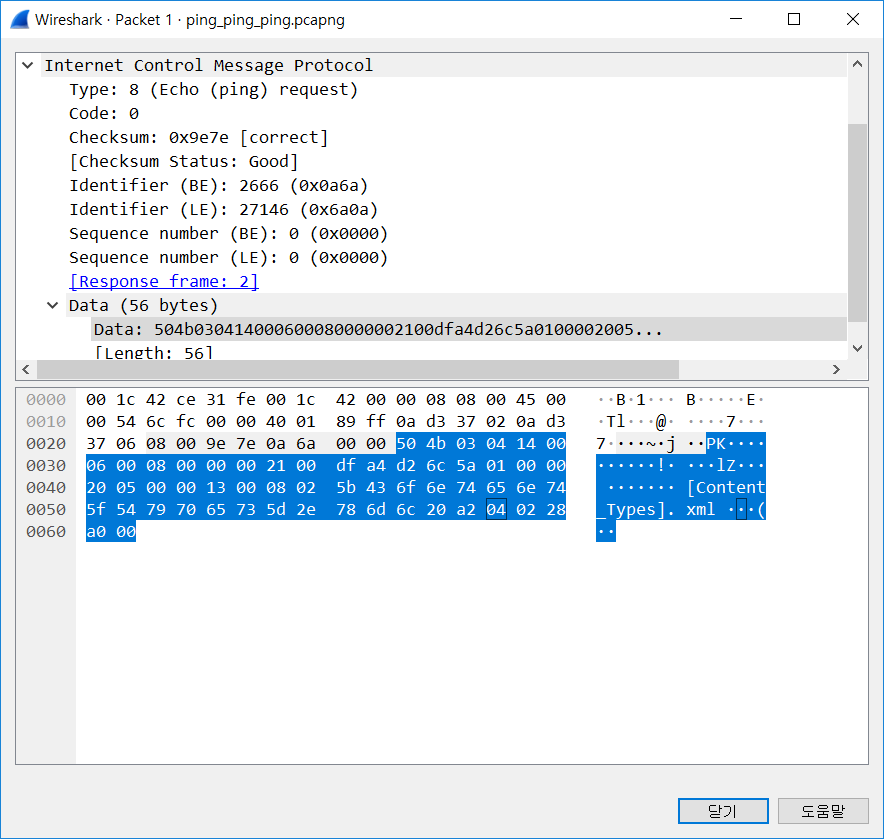 Wireshark · Packet 1 · ping_ping_ping.pcapng
Internet Control Message Protocol
Type: 8 (Echo (ping) request)
Code: 0
Checksum: 0x9e7e [correct]
[Checksum Status: Good]
Identifier (BE): 2666 (0x0a6a)
Identifier (LE): 27146 (0x6a0a)
Sequence number (BE): 0 (0x0000)
Sequence number (LE): 0 (0x0000)
[Response frame: 2]
Data (56 bytes)
Data: 504b030414000600080000002100dfa4d26c5a0100002005...
[Length: 56]
0000 00 1c 42 ce 31 fe 00 1c 42 00 00 08 08 00 45 00 ··B·1··· B·····E·
0010 00 54 6c fc 00 00 40 01 89 ff 0a d3 37 02 0a d3 ·Tl···@· ····7···
0020 37 06 08 00 9e 7e 0a 6a 00 00 50 4b 03 04 14 00 7····~·j ··PK····
0030 06 00 08 00 00 00 21 00 df a4 d2 6c 5a 01 00 00 ······!· ···lZ···
0040 20 05 00 00 13 00 08 02 5b 43 6f 6e 74 65 6e 74 ······· [Content
0050 5f 54 79 70 65 73 5d 2e 78 6d 6c 20 a2 04 02 28 _Types]. xml ···(
0060 a0 00 ··
닫기 도움말